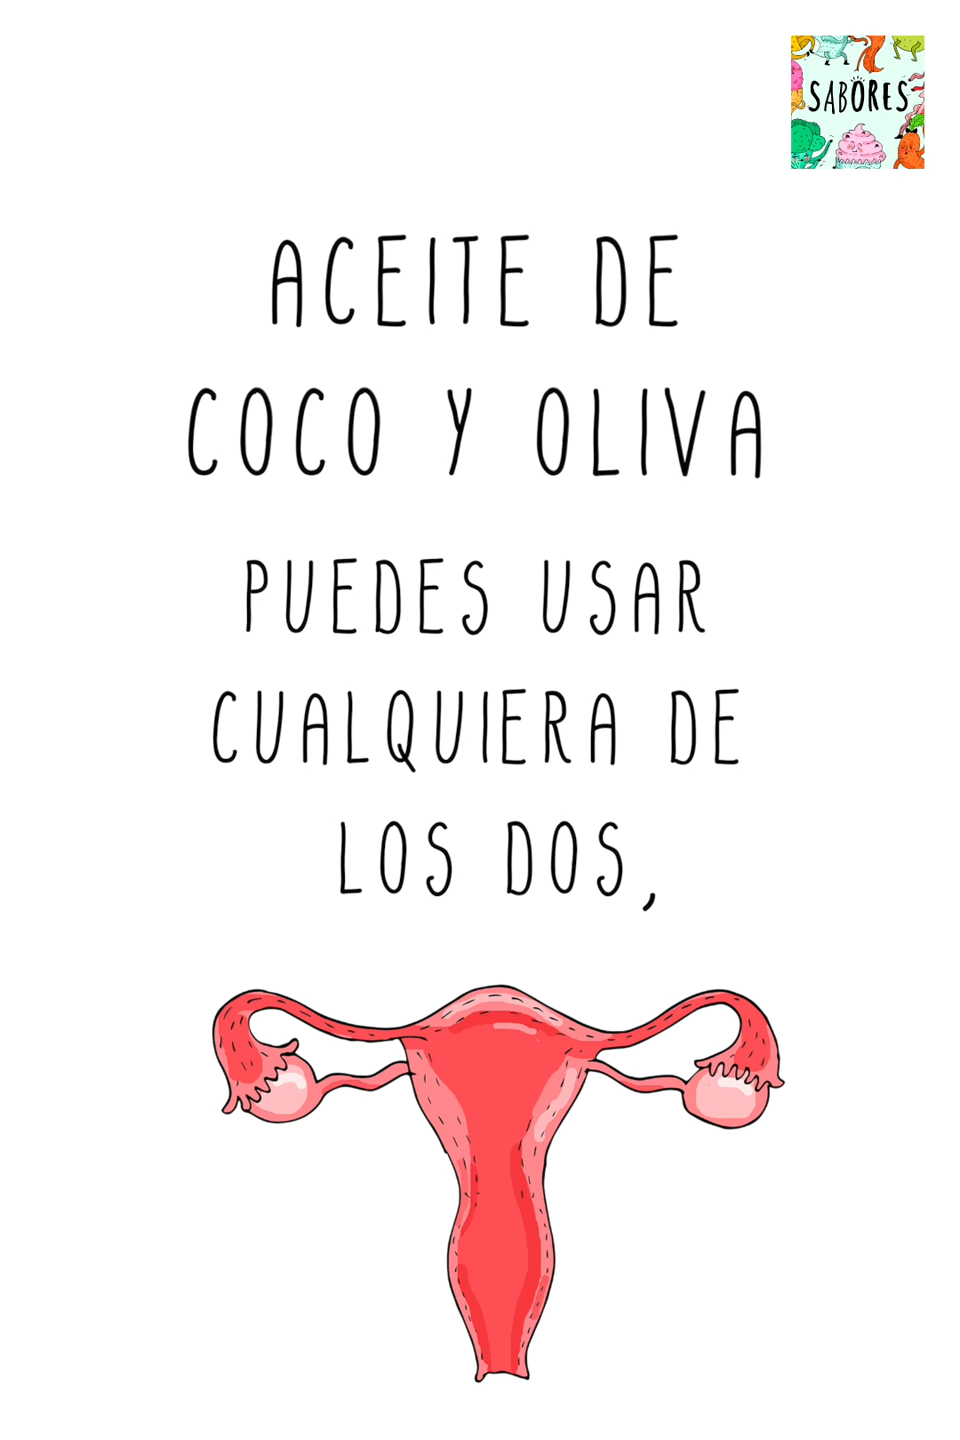 SABORES
ACEITE DE
COCO Y OLIVA
PUEDES USAR
CUALQUIERA DE
LOS DOS,